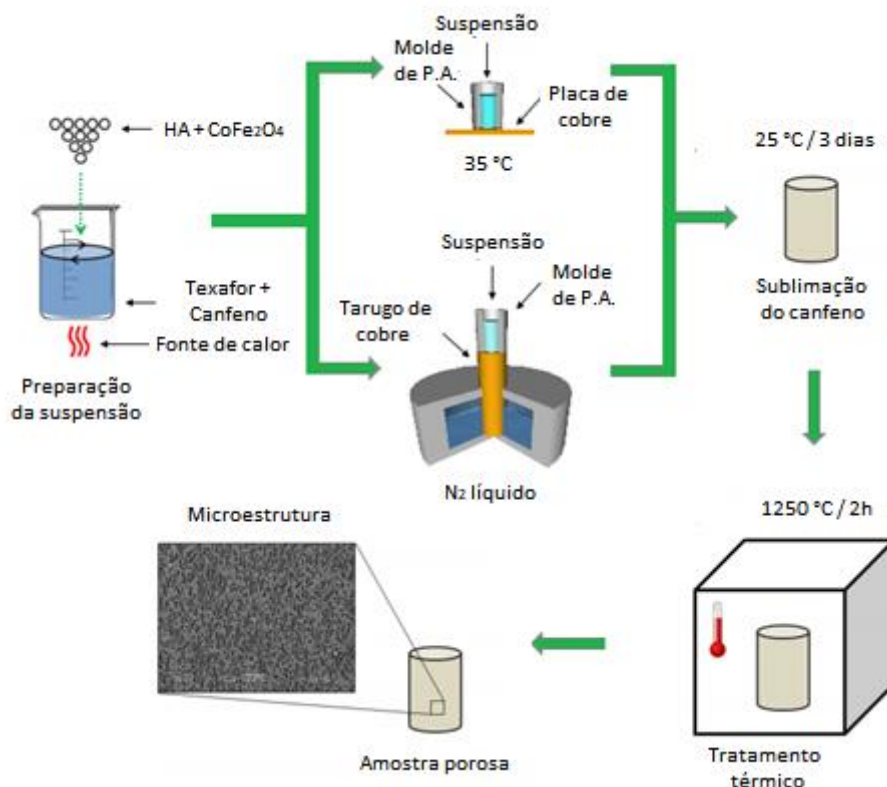 HA + CoFe2O4
Texafor +
Canfeno
Fonte de calor
Preparação
da suspensão
Suspensão
Molde
de P.A.
Placa de
cobre
35 °C
Suspensão
Molde
de P.A.
Tarugo de
cobre
N2 líquido
25 °C / 3 dias
Sublimação
do canfeno
1250 °C / 2h
Tratamento
térmico
Microestrutura
Amostra porosa